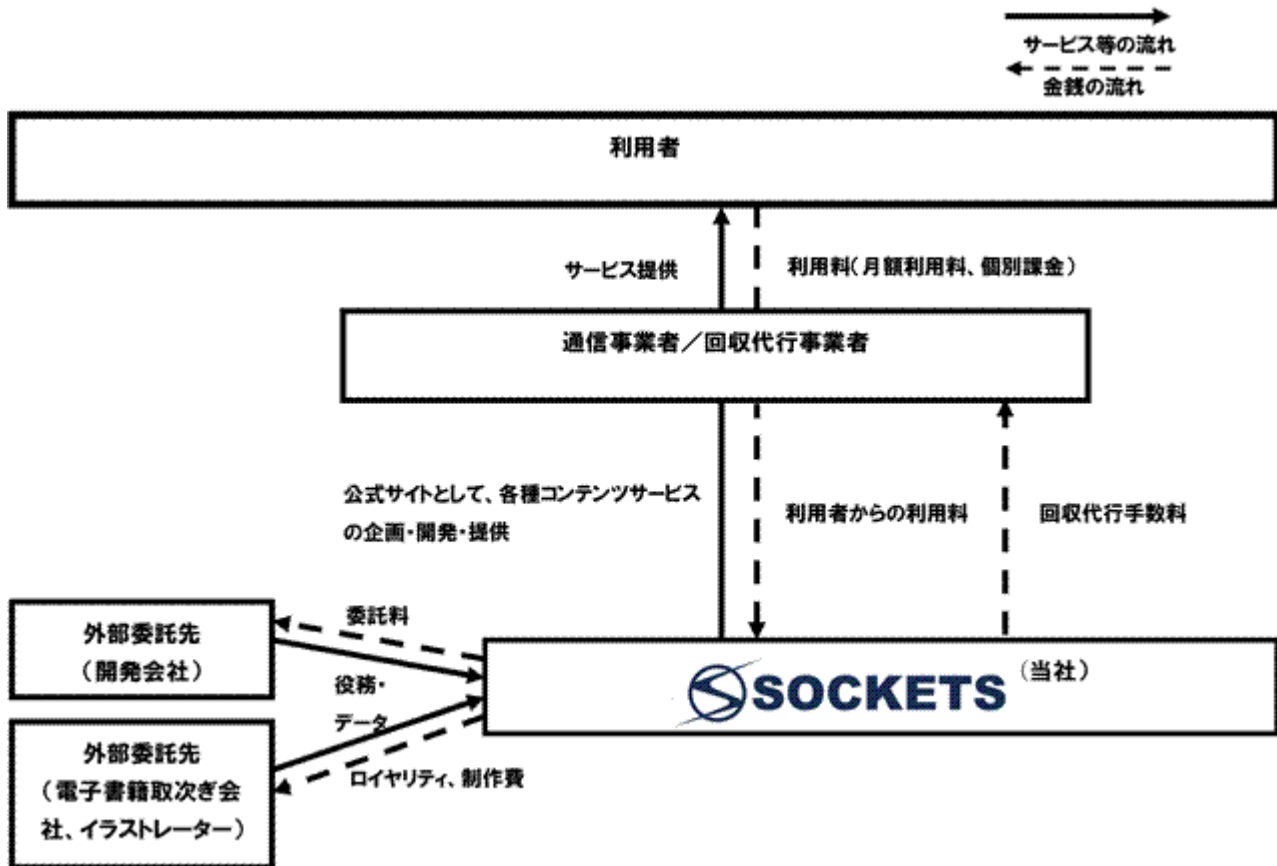 サービス等の流れ
金銭の流れ
利用者
サービス提供
利用料(月額利用料、個別課金)
通信事業者／回収代行事業者
公式サイトとして、各種コンテンツサービス
の企画・開発・提供
利用者からの利用料
回収代行手数料
外部委託先
(開発会社)
委託料
役務・
データ
SOCKETS (当社)
外部委託先
(電子書籍取次ぎ会
社、イラストレーター)
ロイヤリティ、制作費